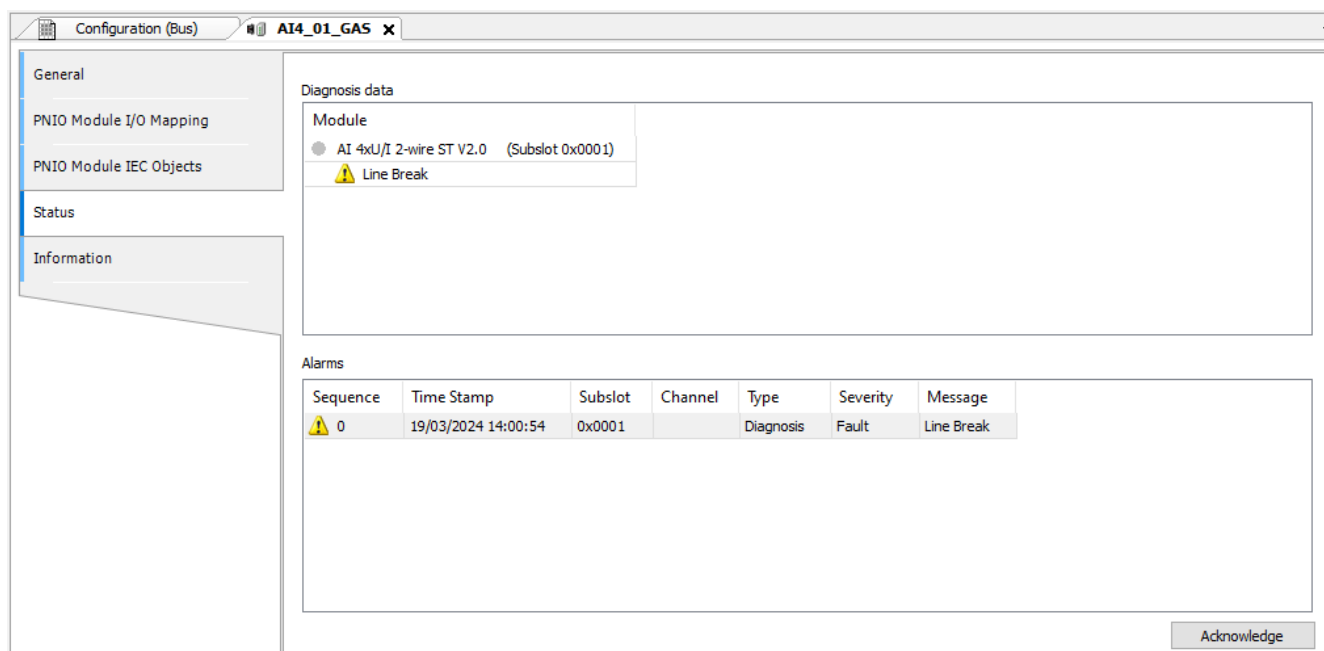 Configuration (Bus) AI4_01_GAS
General
PNIO Module I/O Mapping
PNIO Module IEC Objects
Status
Information
Diagnosis data
Module
AI 4xU/I 2-wire ST V2.0 (Subslot 0x0001)
Line Break
Alarms
Sequence Time Stamp Subslot Channel Type Severity Message
0 19/03/2024 14:00:54 0x0001 Diagnosis Fault Line Break
Acknowledge